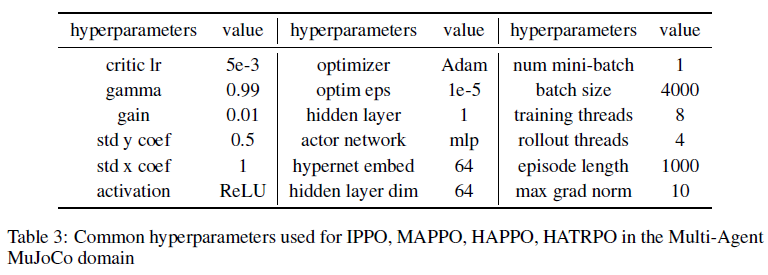 hyperparameters value hyperparameters value hyperparameters value
critic lr 5e-3 optimizer Adam num mini-batch 1
gamma 0.99 optim eps 1e-5 batch size 4000
gain 0.01 hidden layer 1 training threads 8
std y coef 0.5 actor network mlp rollout threads 4
std x coef 1 hypernet embed 64 episode length 1000
activation ReLU hidden layer dim 64 max grad norm 10
Table 3: Common hyperparameters used for IPPO, MAPPO, HAPPO, HATRPO in the Multi-Agent
MuJoCo domain